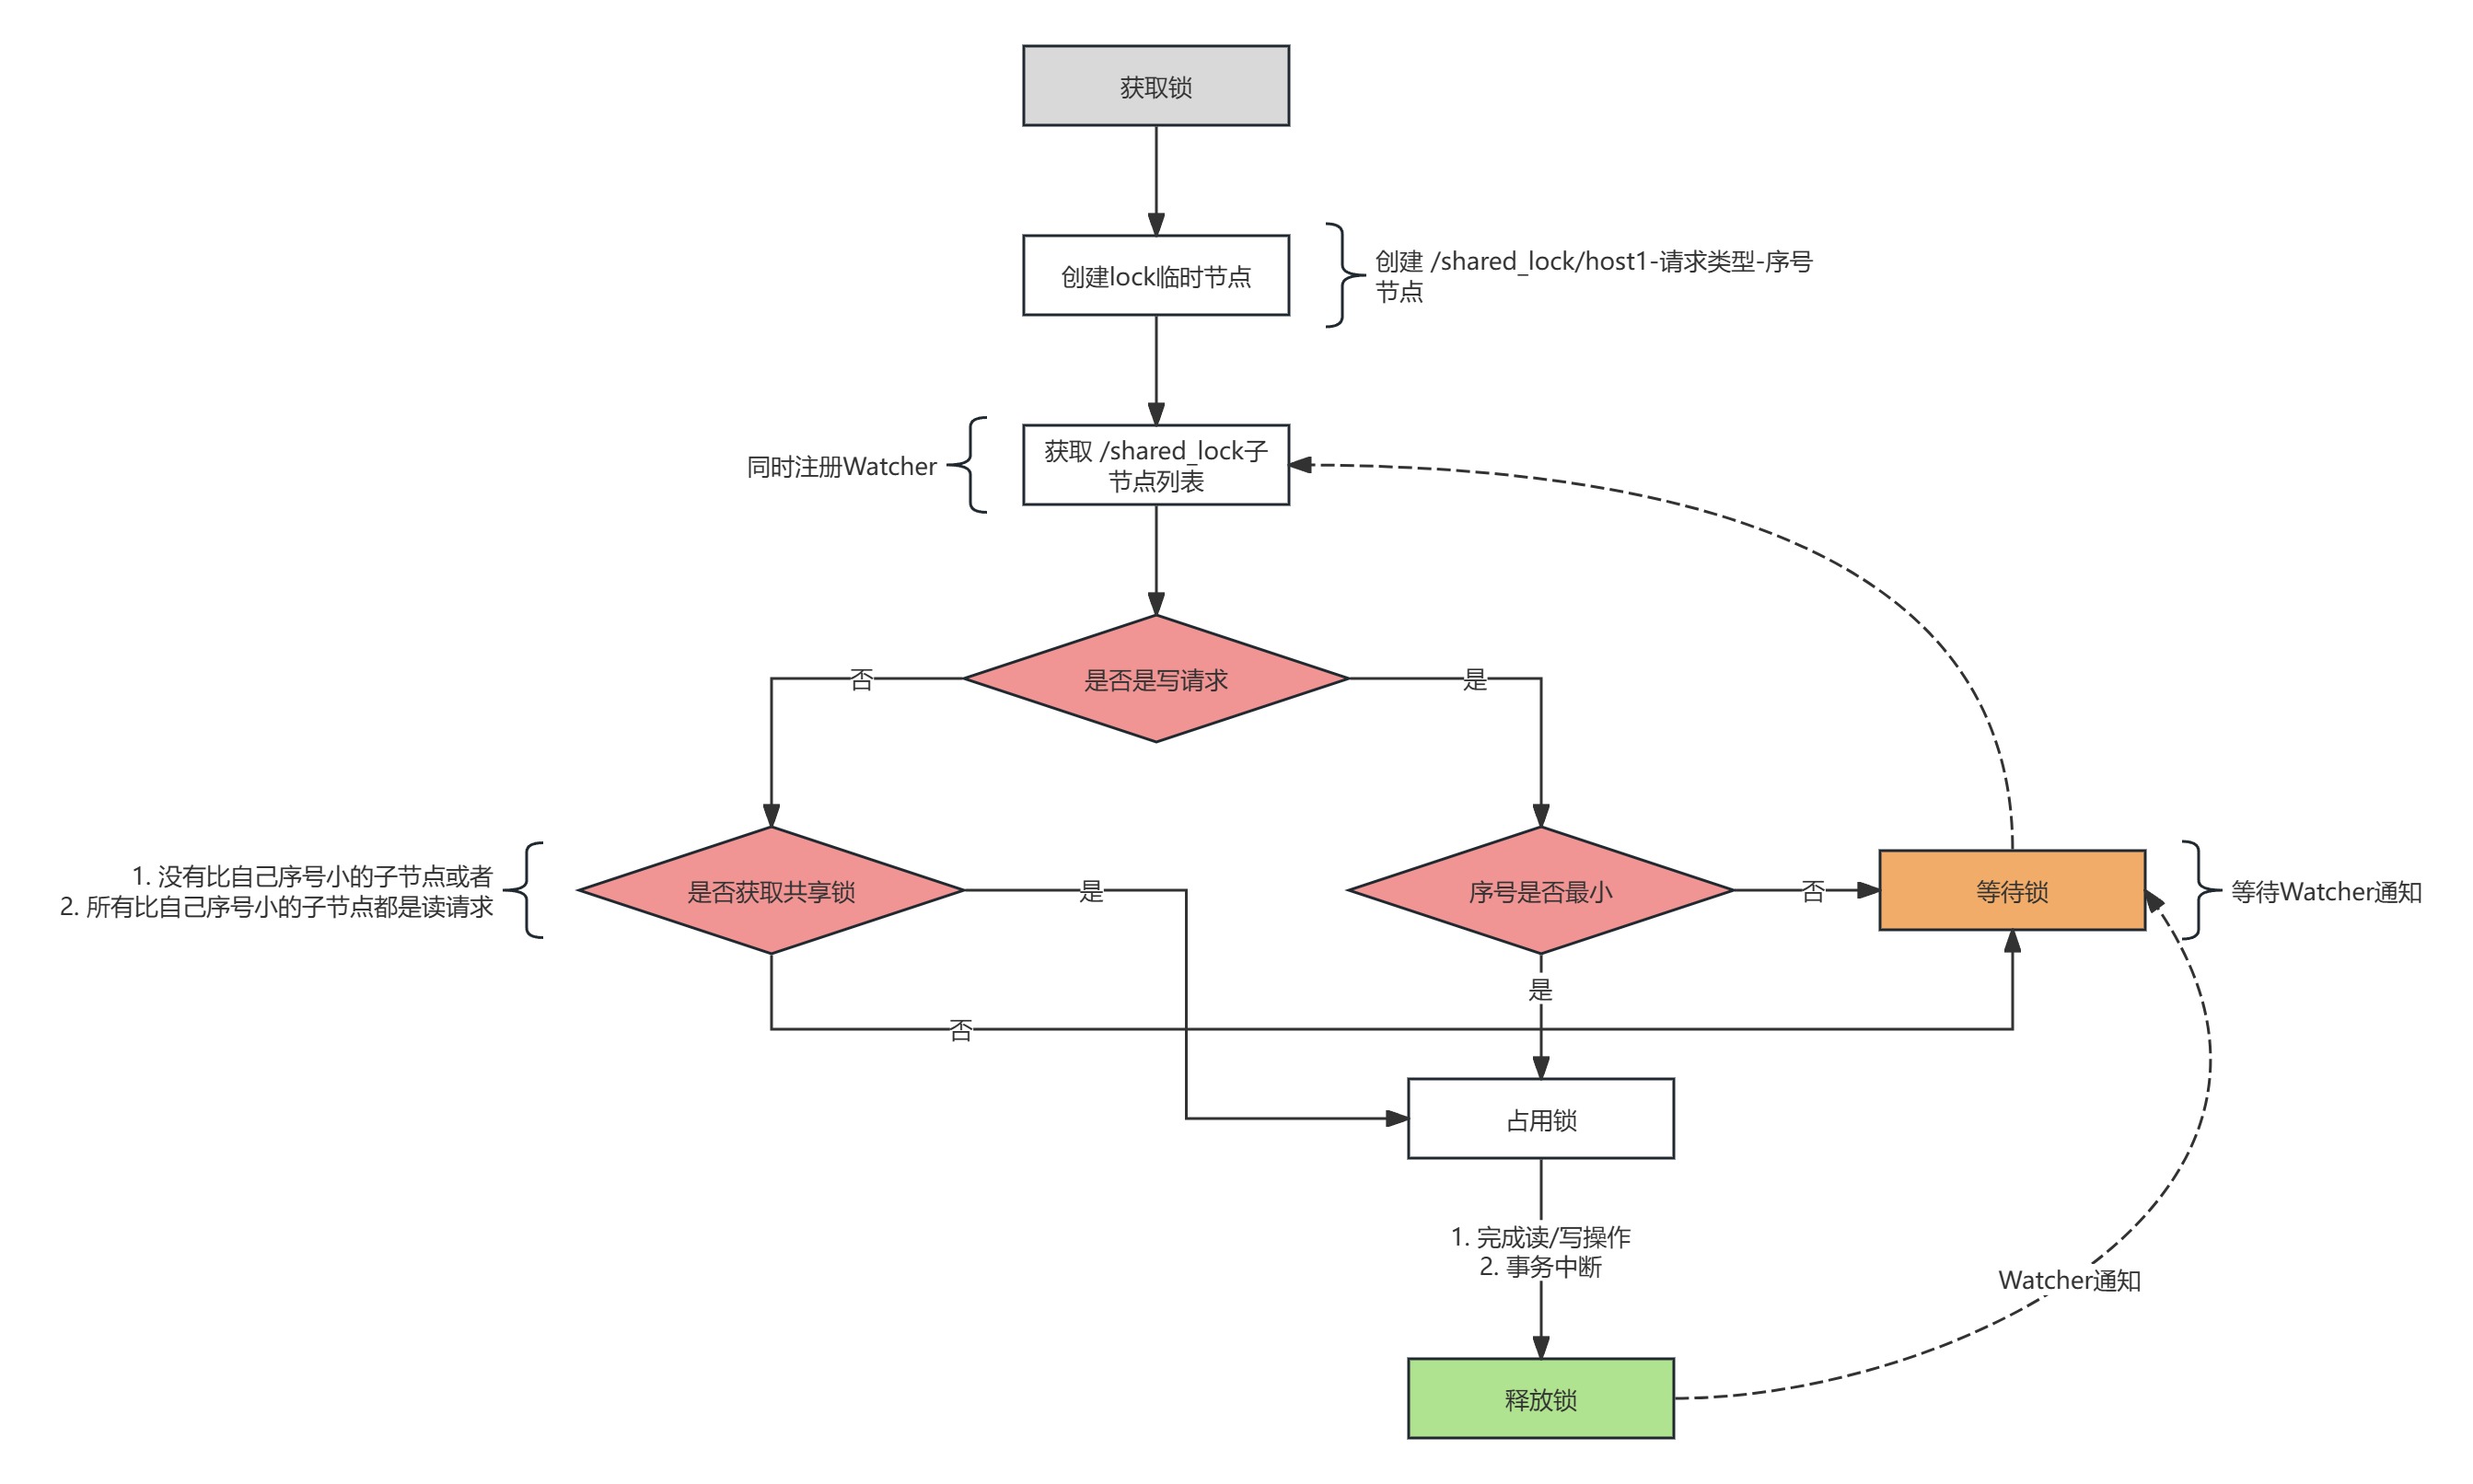 获取锁
创建lock临时节点
创建 /shared_lock/host1-请求类型-序号
节点
同时注册Watcher
获取 /shared_lock子
节点列表
否
是否是写请求
是
1. 没有比自己序号小的子节点或者
2. 所有比自己序号小的子节点都是读请求
是否获取共享锁
是
序号是否最小
否
等待锁
等待Watcher通知
是
否
占用锁
1. 完成读/写操作
2. 事务中断
Watcher通知
释放锁